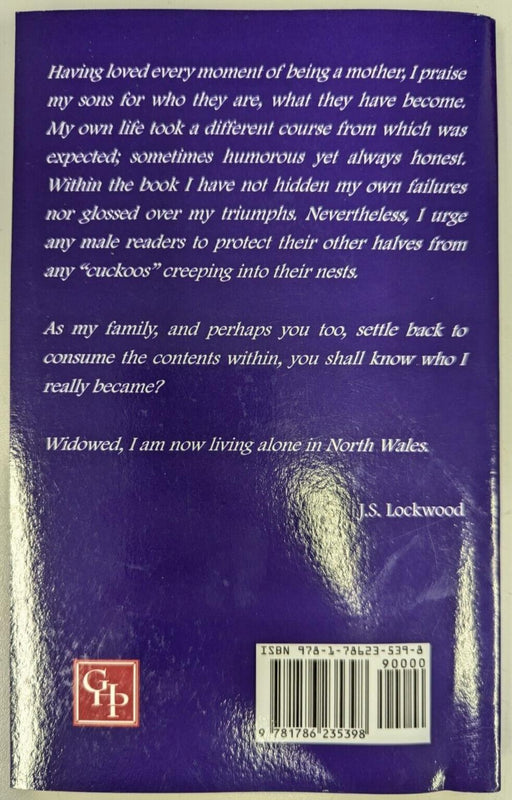 Having loved every moment of being a mother, I praise
my sons for who they are, what they have become.
My own life took a different course from which was
expected; sometimes humorous yet always honest.
Within the book I have not hidden my own failures
nor glossed over my triumphs. Nevertheless, I urge
any male readers to protect their other halves from
any "cuckoos" creeping into their nests.
As my family, and perhaps you too, settle back to
consume the contents within, you shall know who I
really became?
Widowed, I am now living alone in North Wales.
J.S. Lockwood
ISBN 978-1-78623-539-8
90000
GHP
9 781786 235398